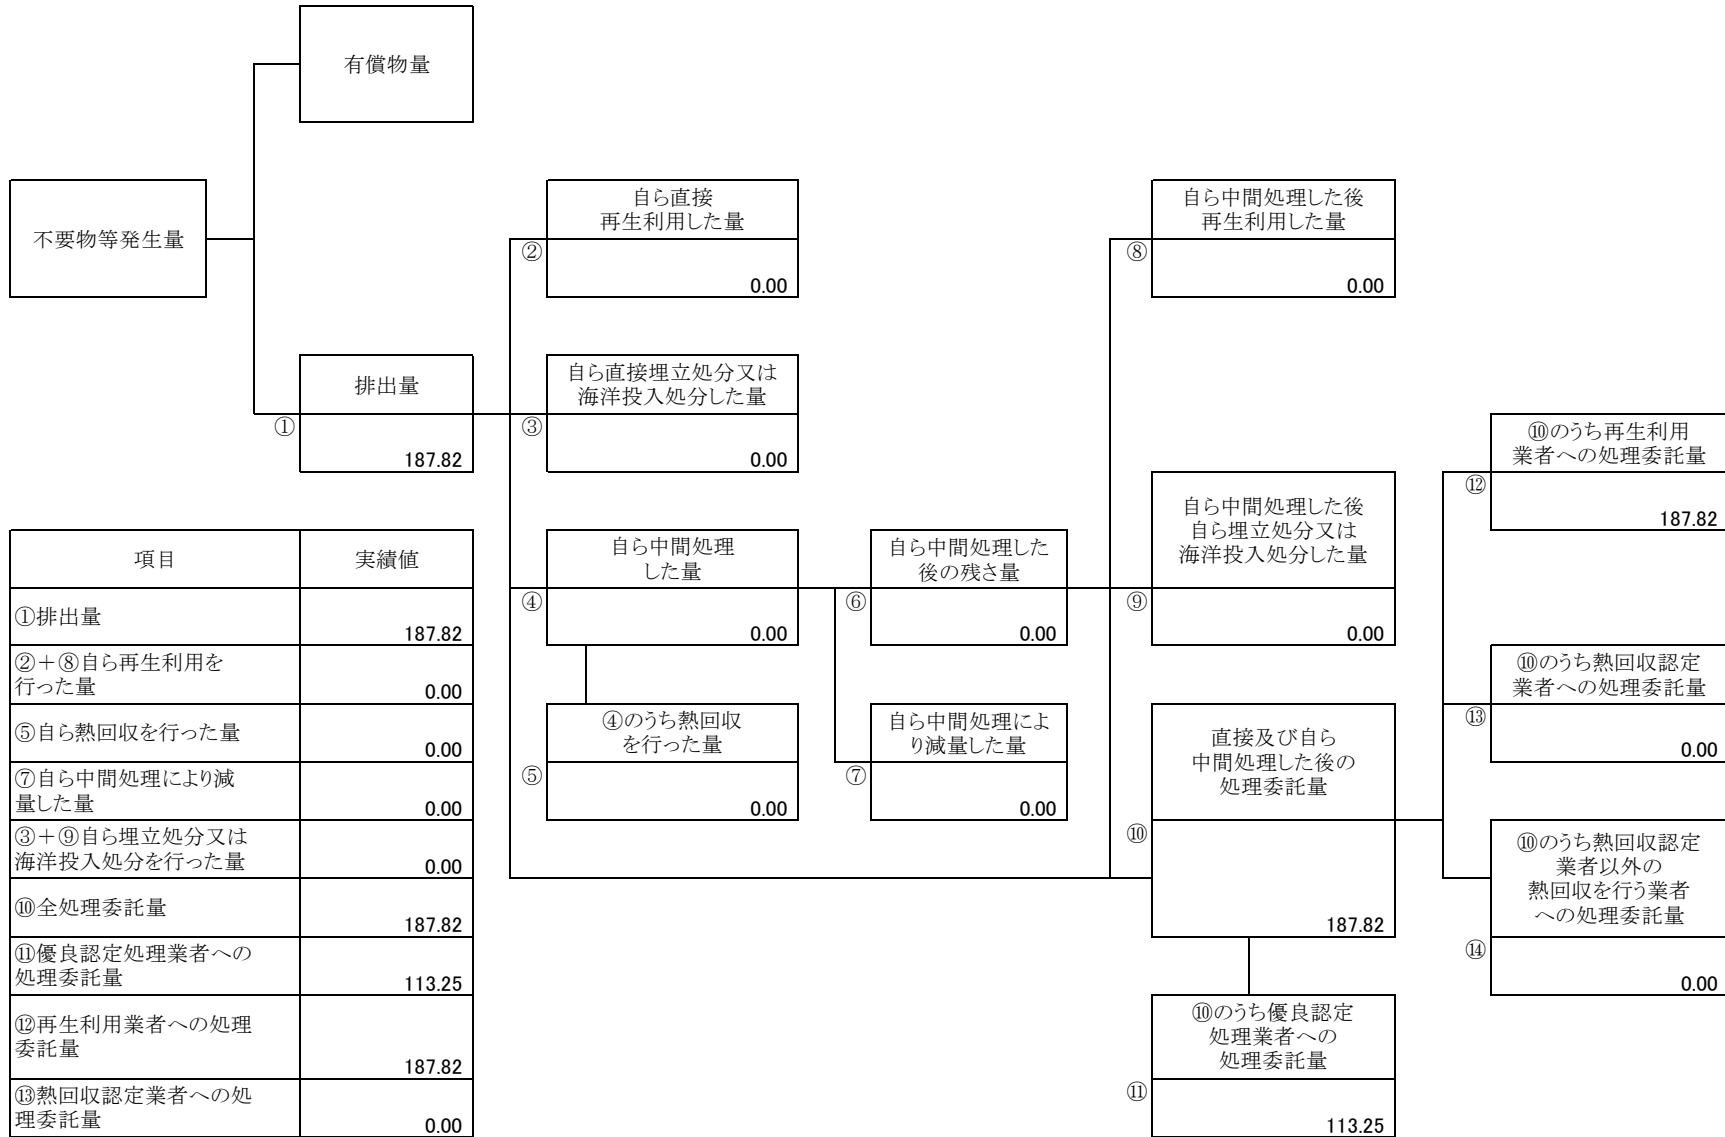 有償物量
不要物等発生量
排出量
①
187.82
自ら直接
再生利用した量
②
0.00
自ら直接埋立処分又は
海洋投入処分した量
③
0.00
自ら中間処理
した量
④
0.00
④のうち熱回収
を行った量
⑤
0.00
自ら中間処理した
後の残さ量
⑥
0.00
自ら中間処理によ
り減量した量
⑦
0.00
自ら中間処理した後
再生利用した量
⑧
0.00
自ら中間処理した後
自ら埋立処分又は
海洋投入処分した量
⑨
0.00
直接及び自ら
中間処理した後の
処理委託量
⑩
187.82
⑩のうち優良認定
処理業者への
処理委託量
⑪
113.25
⑩のうち再生利用
業者への処理委託量
⑫
187.82
⑩のうち熱回収認定
業者への処理委託量
⑬
0.00
⑩のうち熱回収認定
業者以外の
熱回収を行う業者
への処理委託量
⑭
0.00
項目 実績値
①排出量
187.82
②＋⑧自ら再生利用を
行った量
0.00
⑤自ら熱回収を行った量
0.00
⑦自ら中間処理により減
量した量
0.00
③＋⑨自ら埋立処分又は
海洋投入処分を行った量
0.00
⑩全処理委託量
187.82
⑪優良認定処理業者への
処理委託量
113.25
⑫再生利用業者への処理
委託量
187.82
⑬熱回収認定業者への処
理委託量
0.00